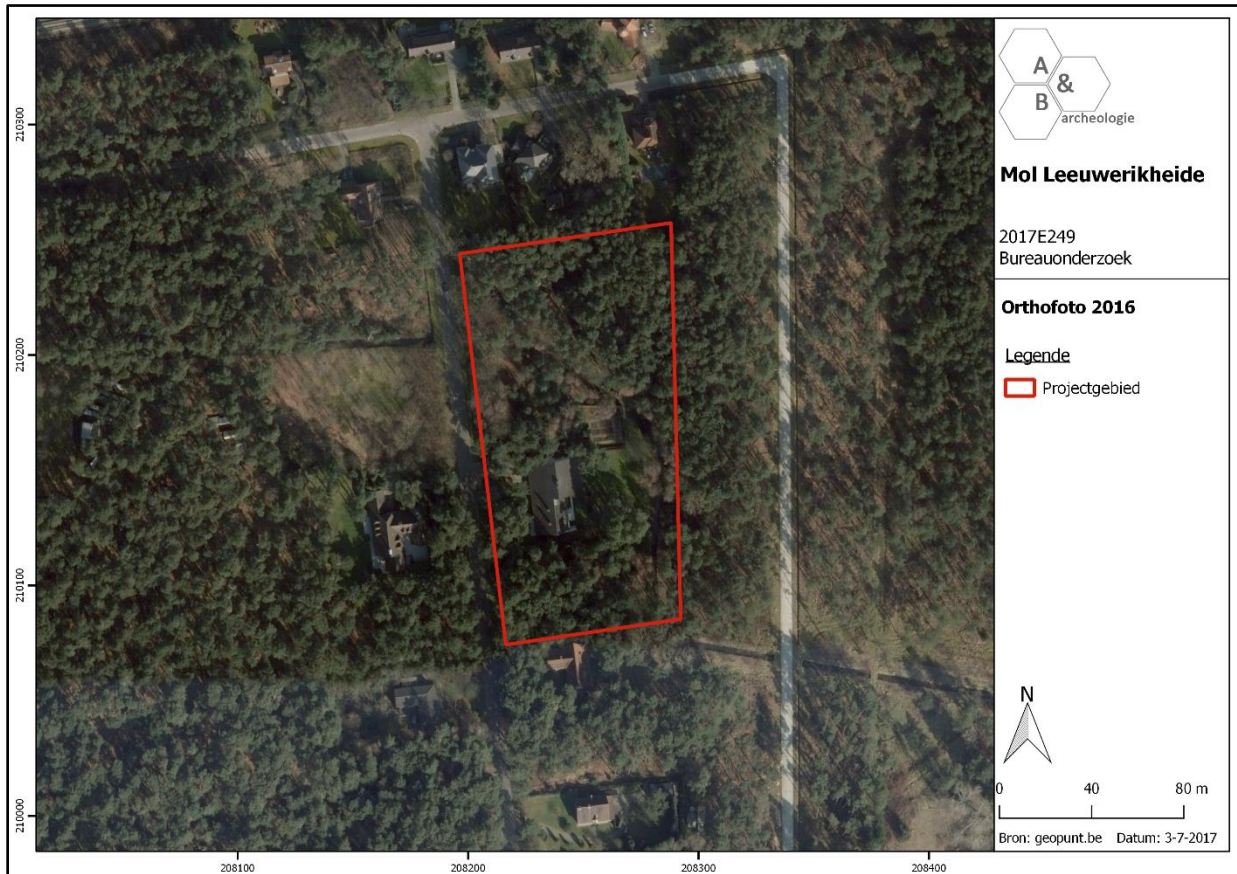 A
&
B
archeologie
Mol Leeuwerikheide
2017E249
Bureauonderzoek
Orthofoto 2016
Legende
Projectgebied
N
0 40 80 m
Bron: geopunt.be Datum: 3-7-2017
210300
210200
210100
210000
208100 208200 208300 208400